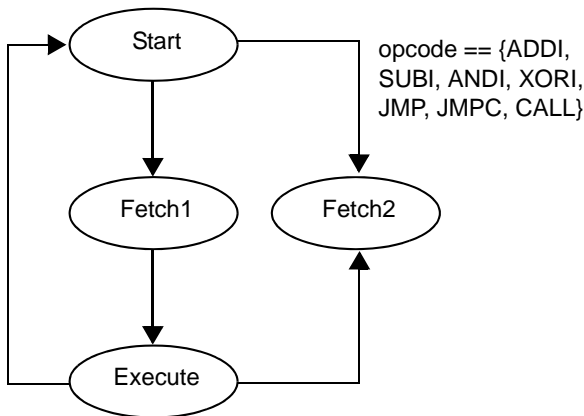 Start
opcode == {ADDI,
SUBI, ANDI, XORI,
JMP, JMPC, CALL}
Fetch1
Fetch2
Execute